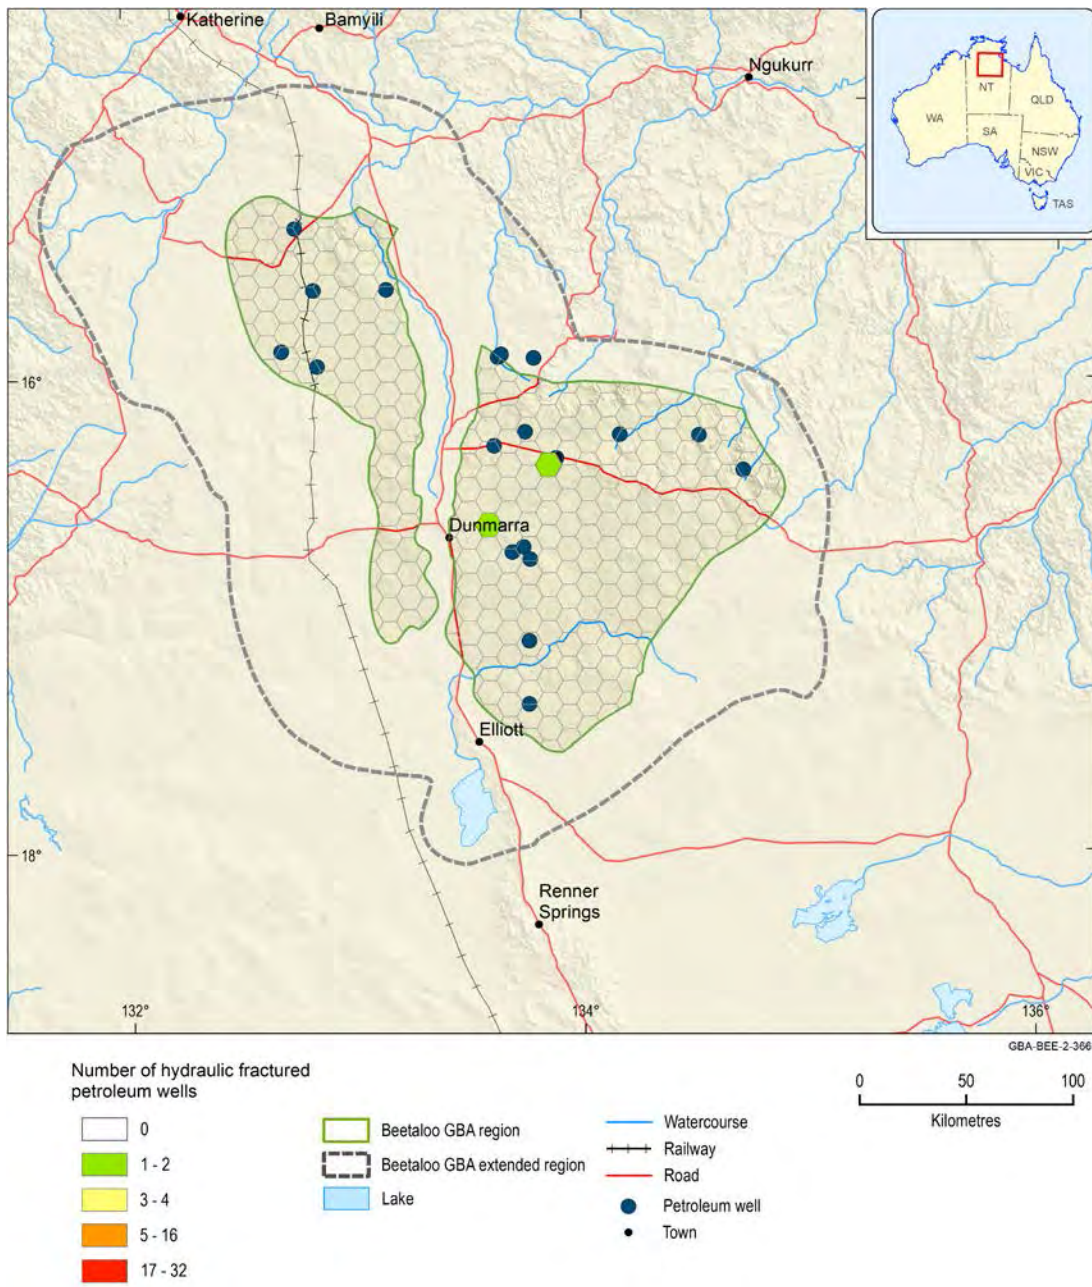 Katherine
Bamyili
Ngukurr
NT
QLD
WA
SA
NSW
VIC
TAS
16°
Dunmarra
Elliott
18°
Renner
Springs
132°
134°
136°
GBA-BEE-2-366
Number of hydraulic fractured
petroleum wells
0
1 - 2
3 - 4
5 - 16
17 - 32
Beetaloo GBA region
Beetaloo GBA extended region
Lake
Watercourse
Railway
Road
Petroleum well
Town
0 50 100
Kilometres